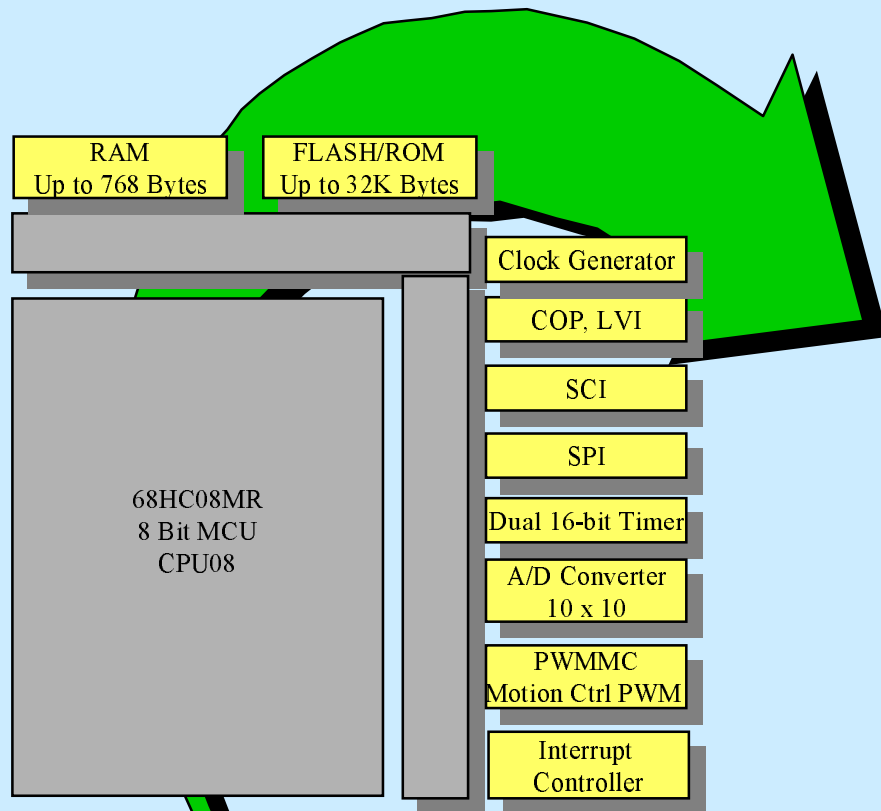 RAM
Up to 768 Bytes
FLASH/ROM
Up to 32K Bytes
Clock Generator
COP, LVI
SCI
SPI
Dual 16-bit Timer
A/D Converter
10 x 10
PWMMC
Motion Ctrl PWM
Interrupt
Controller
68HC08MR
8 Bit MCU
CPU08